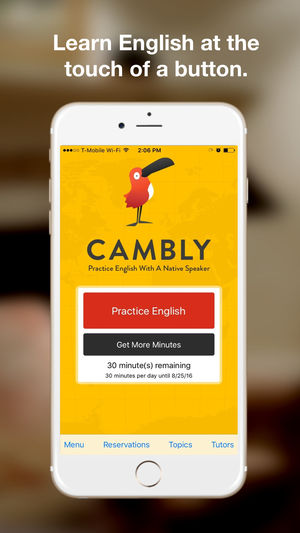 Learn English at the
touch of a button.
T-Mobile Wi-Fi 2:06 PM
CAMBLY
Practice English With A Native Speaker
Practice English
Get More Minutes
30 minute(s) remaining
30 minutes per day until 8/25/16
Menu Reservations Topics Tutors